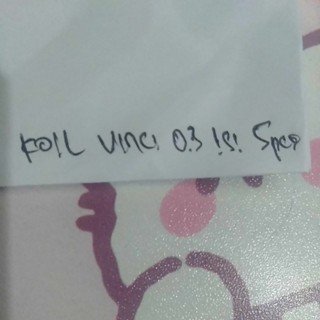 KOIL VINCI 0.3 ISI 5pcs